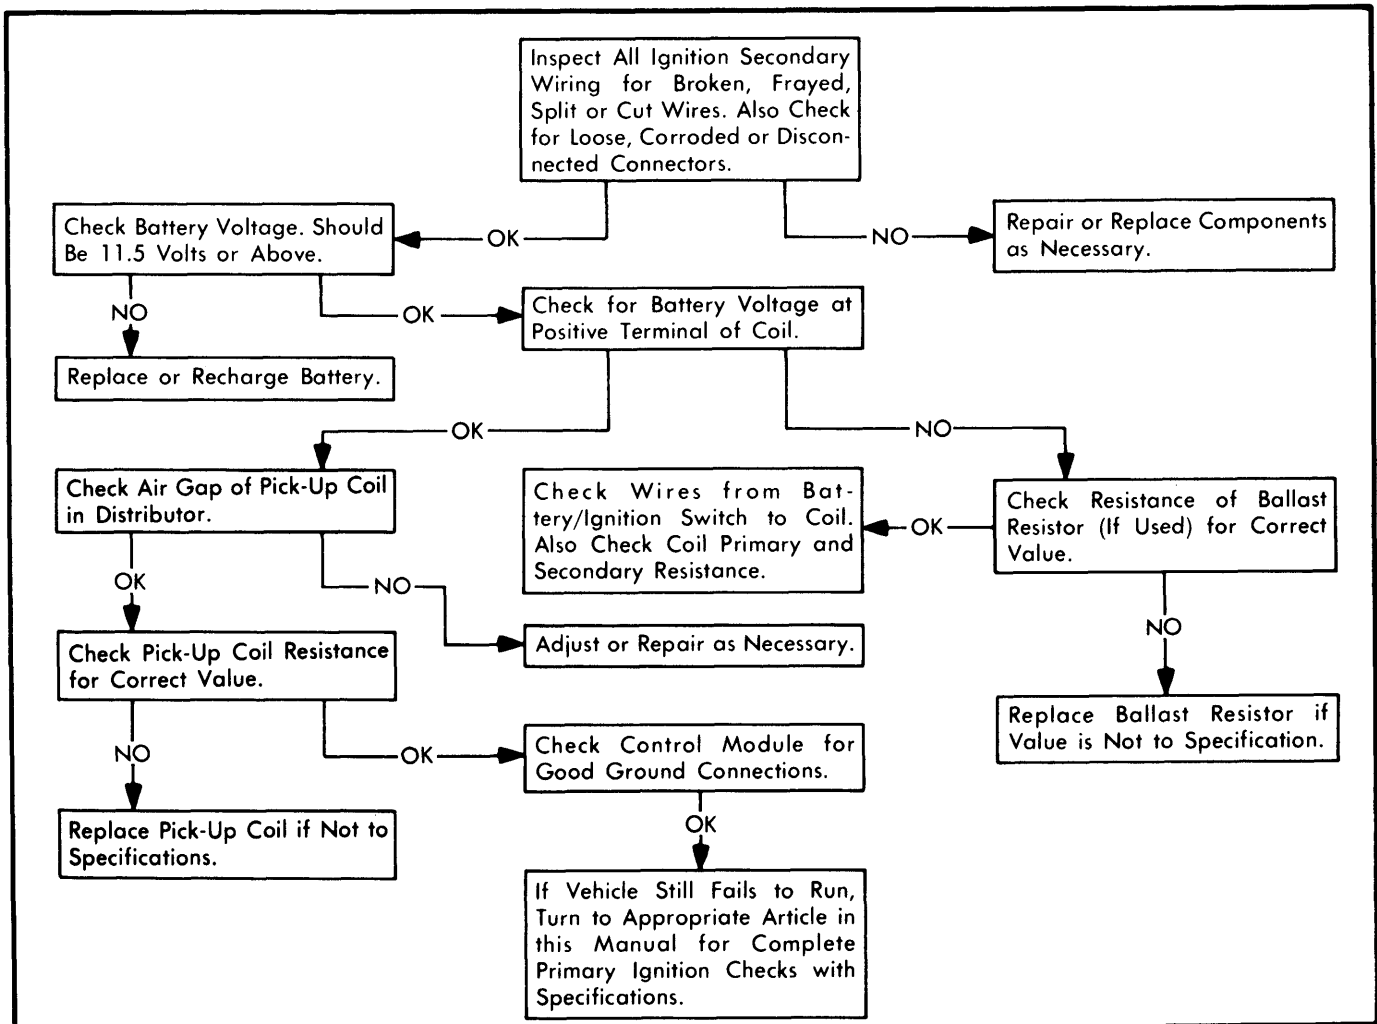 Inspect All Ignition Secondary
Wiring for Broken, Frayed,
Split or Cut Wires. Also Check
for Loose, Corroded or Discon-
nected Connectors.
Check Battery Voltage. Should
Be 11.5 Volts or Above.
OK
NO
Repair or Replace Components
as Necessary.
NO
OK
Check for Battery Voltage at
Positive Terminal of Coil.
Replace or Recharge Battery.
OK
NO
Check Air Gap of Pick-Up Coil
in Distributor.
Check Wires from Bat-
tery/Ignition Switch to Coil.
Also Check Coil Primary and
Secondary Resistance.
OK
Check Resistance of Ballast
Resistor (If Used) for Correct
Value.
OK
NO
NO
Check Pick-Up Coil Resistance
for Correct Value.
Adjust or Repair as Necessary.
Replace Ballast Resistor if
Value is Not to Specification.
NO
OK
Check Control Module for
Good Ground Connections.
OK
Replace Pick-Up Coil if Not to
Specifications.
If Vehicle Still Fails to Run,
Turn to Appropriate Article in
this Manual for Complete
Primary Ignition Checks with
Specifications.